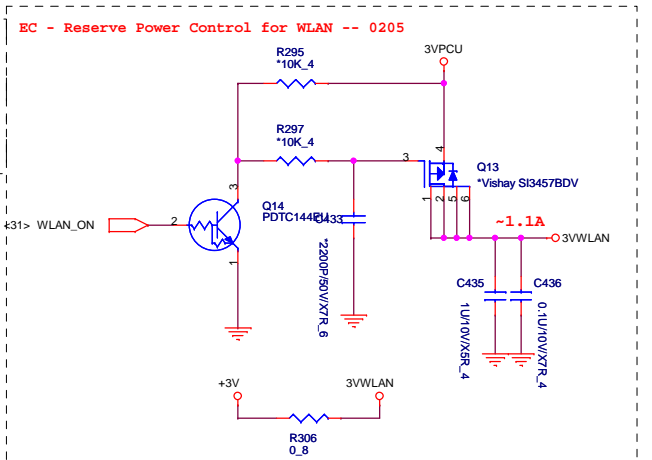 EC - Reserve Power Control for WLAN -- 0205
R295
*10K_4
3VPCU
R297
*10K_4
4
3
Q13
*Vishay SI3457BDV
1
2
5
6
3
Q14
PDTC144EU
C433
*2200P/50V/X7R_6
<31> WLAN_ON
2
1
~1.1A
3VWLAN
C435
1U/10V/X5R_4
C436
0.1U/10V/X7R_4
+3V
3VWLAN
R306
0_8